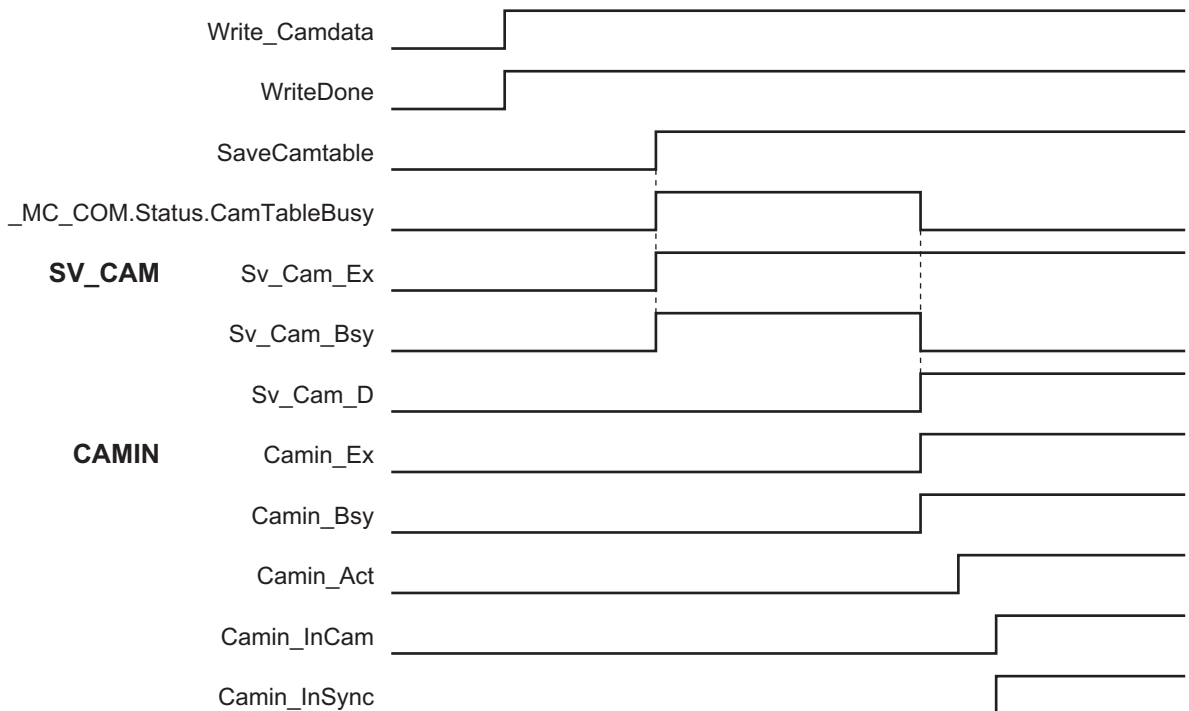 Write_Camdata
WriteDone
SaveCamtable
_MC_COM.Status.CamTableBusy
SV_CAM Sv_Cam_Ex
Sv_Cam_Bsy
Sv_Cam_D
CAMIN Camin_Ex
Camin_Bsy
Camin_Act
Camin_InCam
Camin_InSync